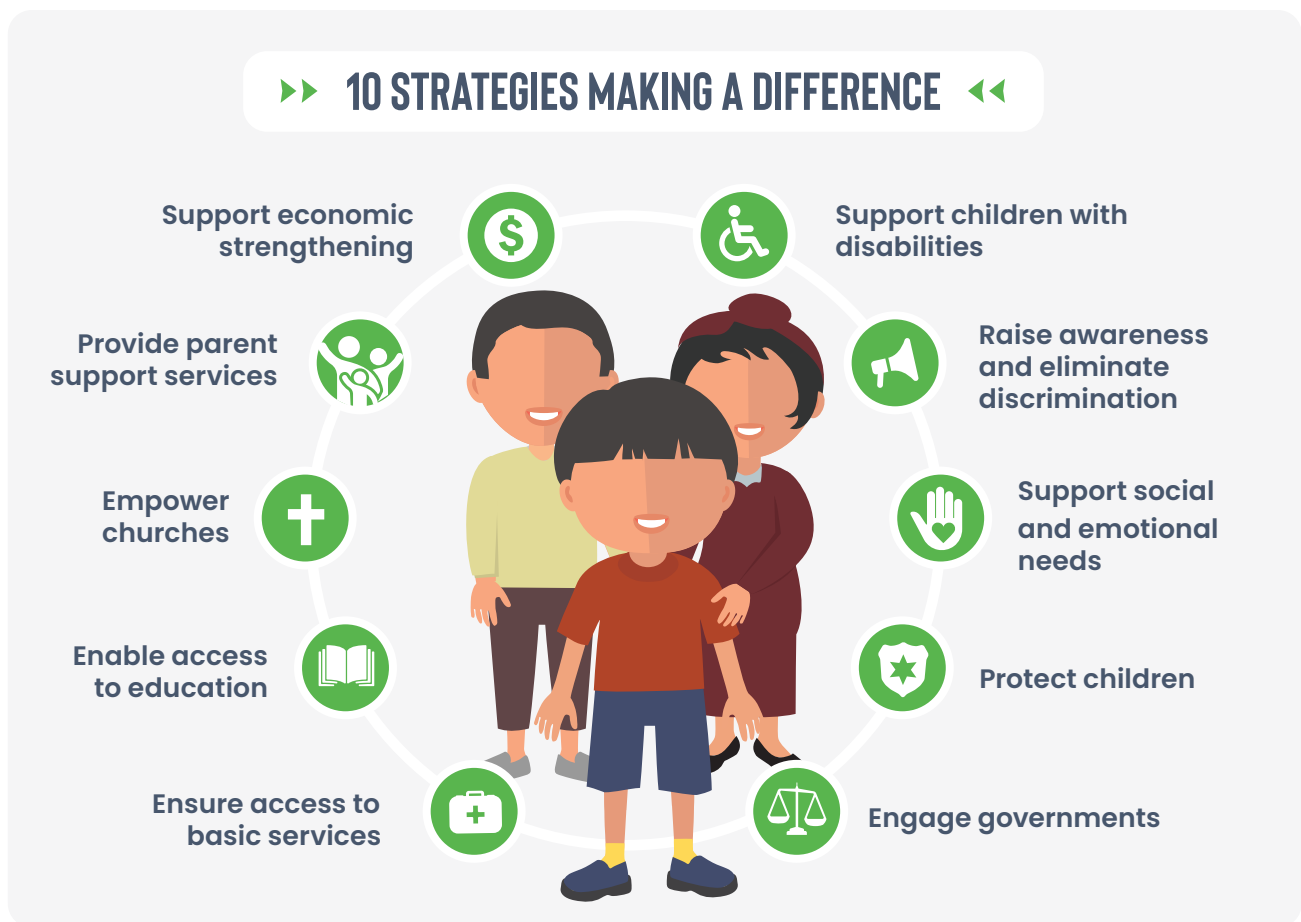 10 STRATEGIES MAKING A DIFFERENCE
Support economic
strengthening
Support children with
disabilities
Provide parent
support services
Raise awareness
and eliminate
discrimination
Empower
churches
Support social
and emotional
needs
Enable access
to education
Protect children
Ensure access to
basic services
Engage governments